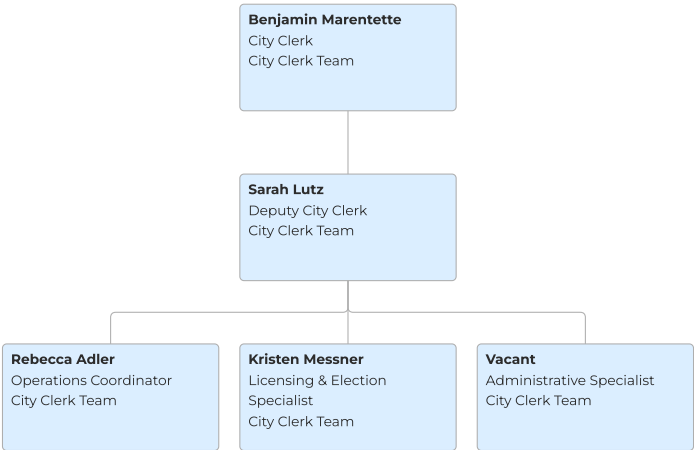 Benjamin Marentette
City Clerk
City Clerk Team
Sarah Lutz
Deputy City Clerk
City Clerk Team
Rebecca Adler
Operations Coordinator
City Clerk Team
Kristen Messner
Licensing & Election
Specialist
City Clerk Team
Vacant
Administrative Specialist
City Clerk Team